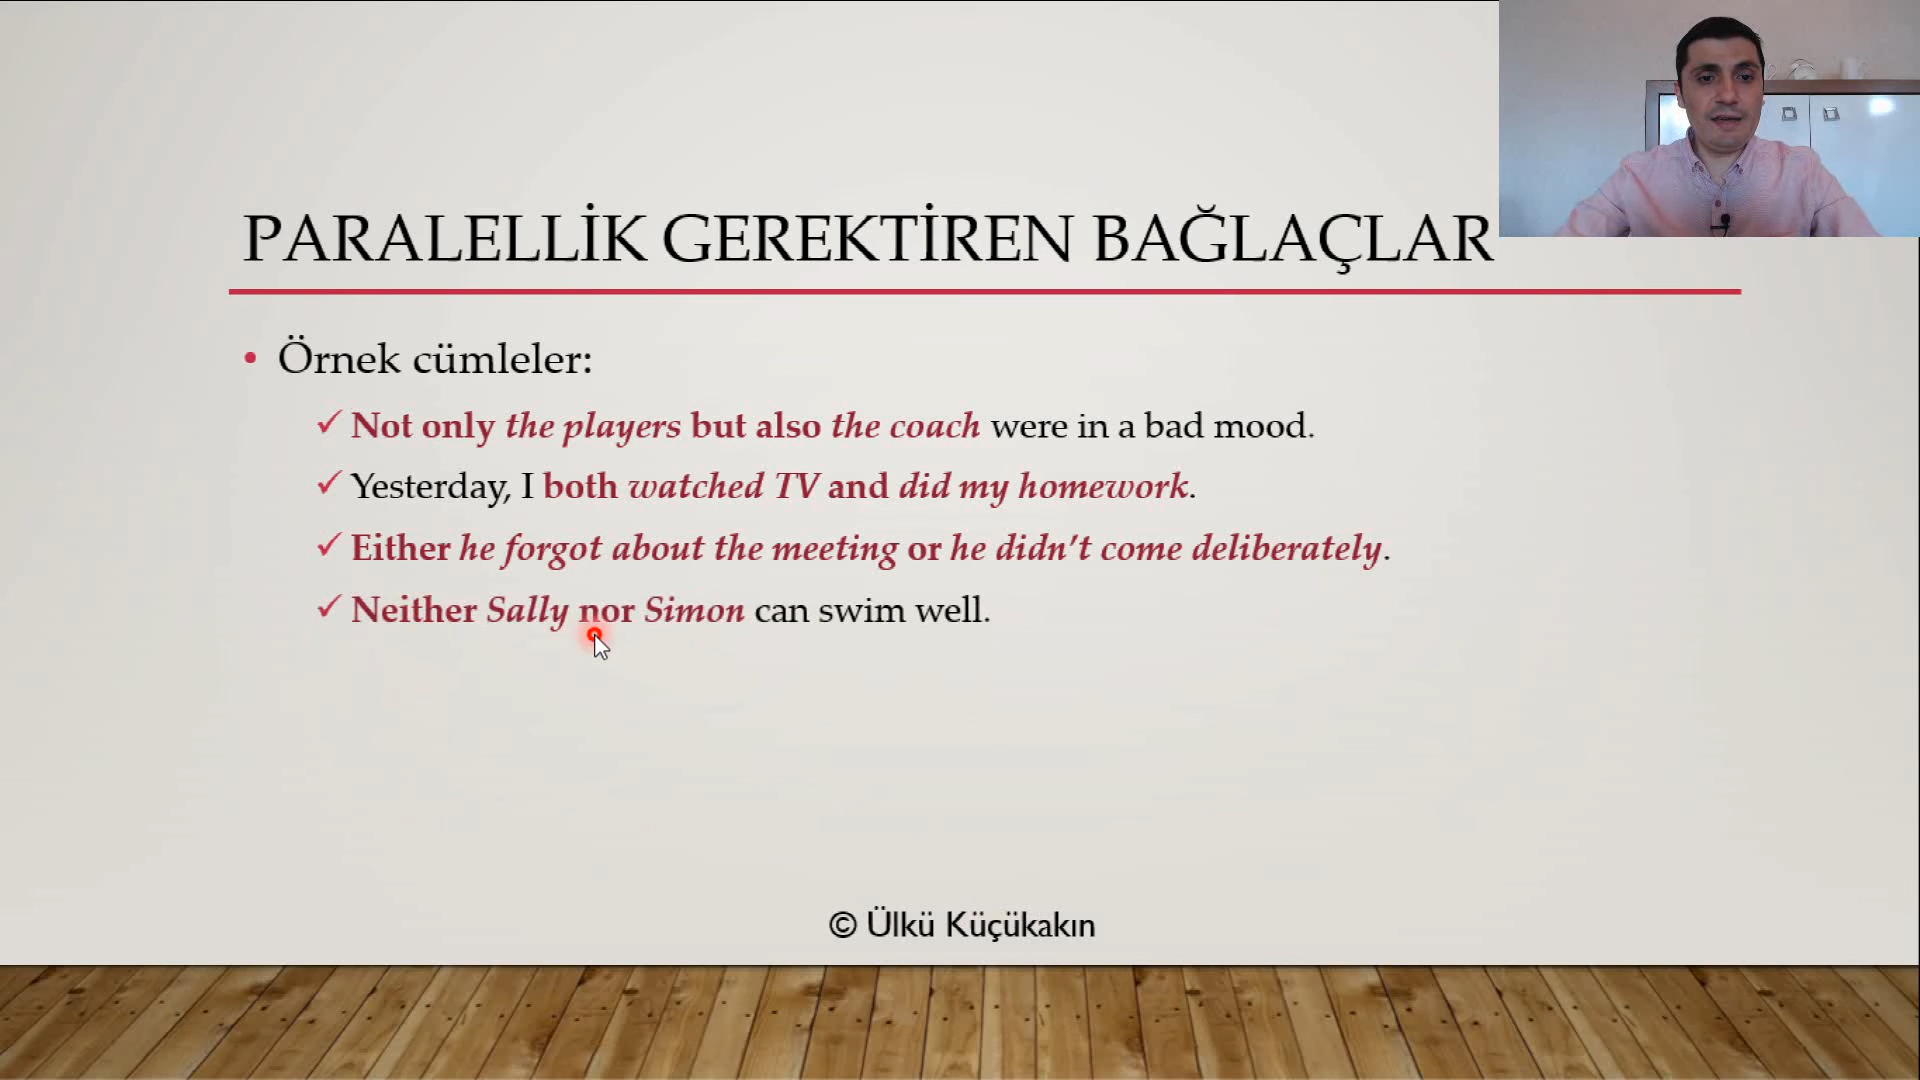 PARALELLİK GEREKTİREN BAĞLAÇLAR
• Örnek cümleler:
✓ Not only the players but also the coach were in a bad mood.
✓ Yesterday, I both watched TV and did my homework.
✓ Either he forgot about the meeting or he didn't come deliberately.
✓ Neither Sally nor Simon can swim well.
© Ülkü Küçükakın